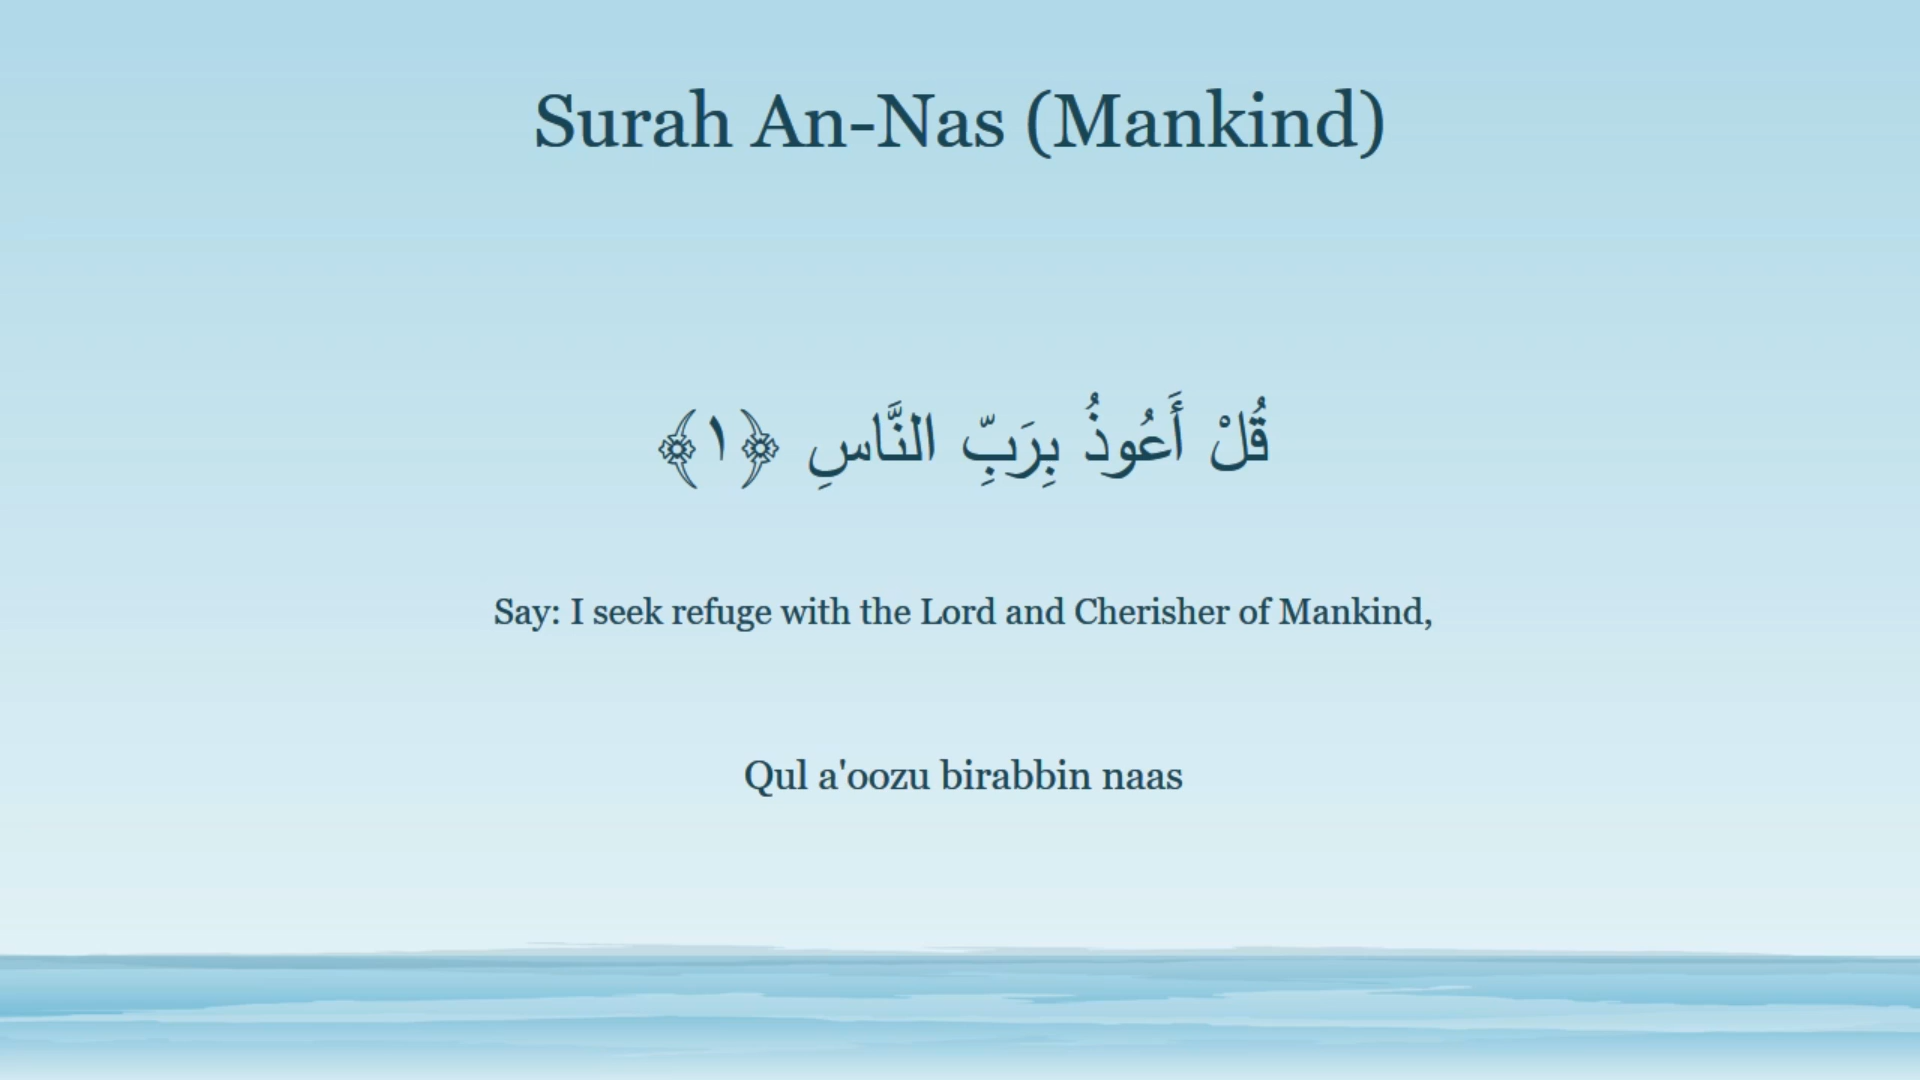 Surah An-Nas (Mankind)
قُلْ أَعُوذُ بِرَبِّ النَّاسِ ﴿١﴾
Say: I seek refuge with the Lord and Cherisher of Mankind,
Qul a'oozu birabbin naas